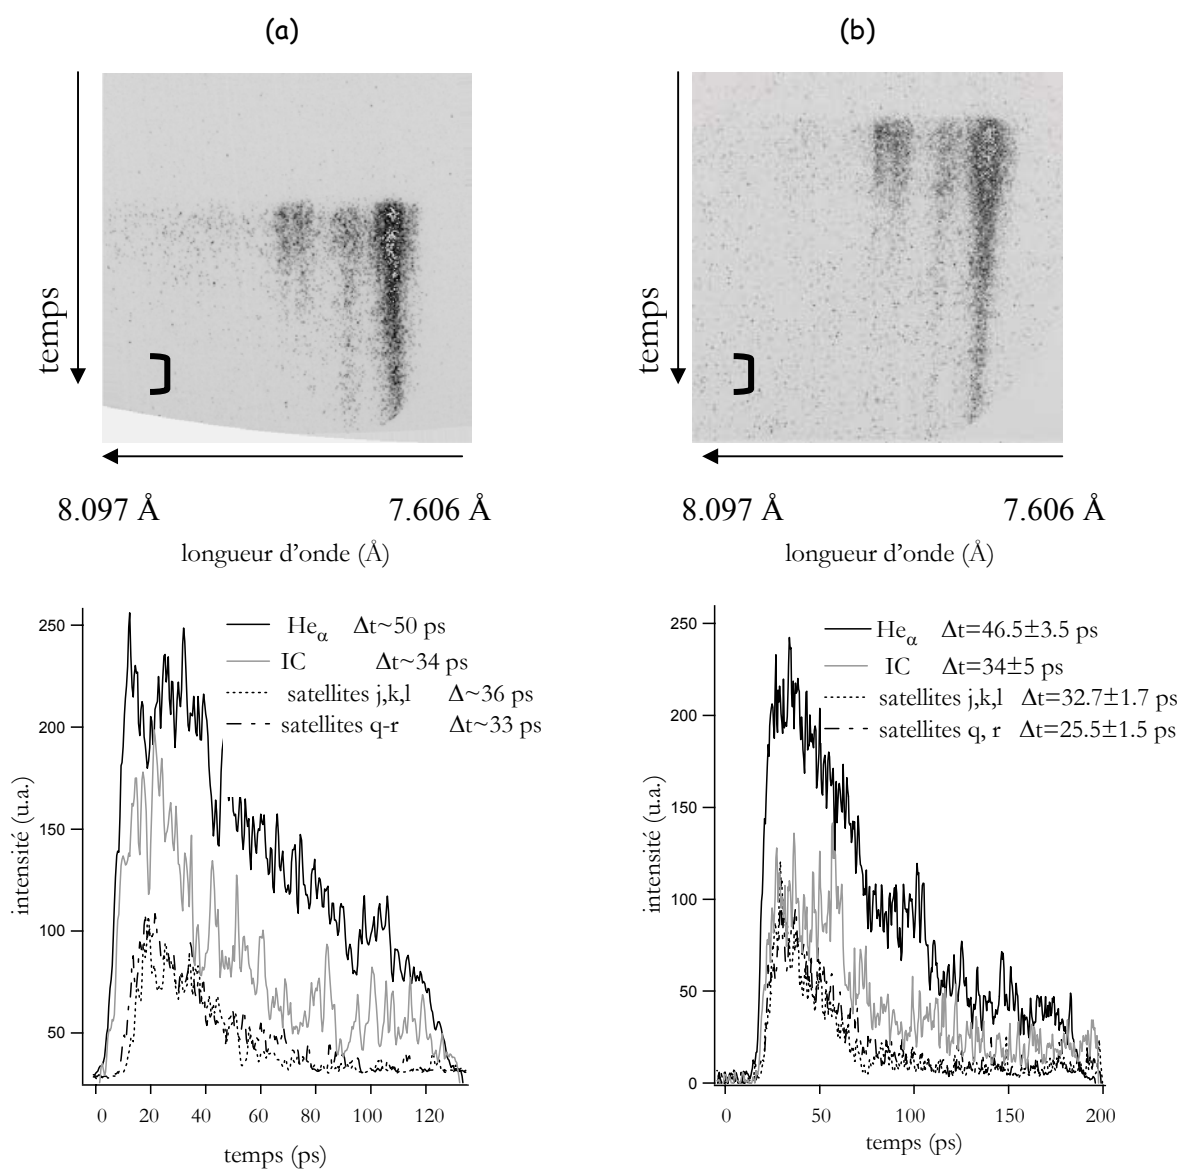 (a)
temps
8.097 Å 7.606 Å
longueur d'onde (Å)
(b)
temps
8.097 Å 7.606 Å
longueur d'onde (Å)
250
200
150
100
50
intensité (u.a.)
Heα Δt~50 ps
IC Δt~34 ps
satellites j,k,l Δ~36 ps
satellites q-r Δt~33 ps
0 20 40 60 80 100 120
temps (ps)
250
200
150
100
50
0
intensité (u.a.)
Heα Δt=46.5±3.5 ps
IC Δt=34±5 ps
satellites j,k,l Δt=32.7±1.7 ps
satellites q, r Δt=25.5±1.5 ps
0 50 100 150 200
temps (ps)